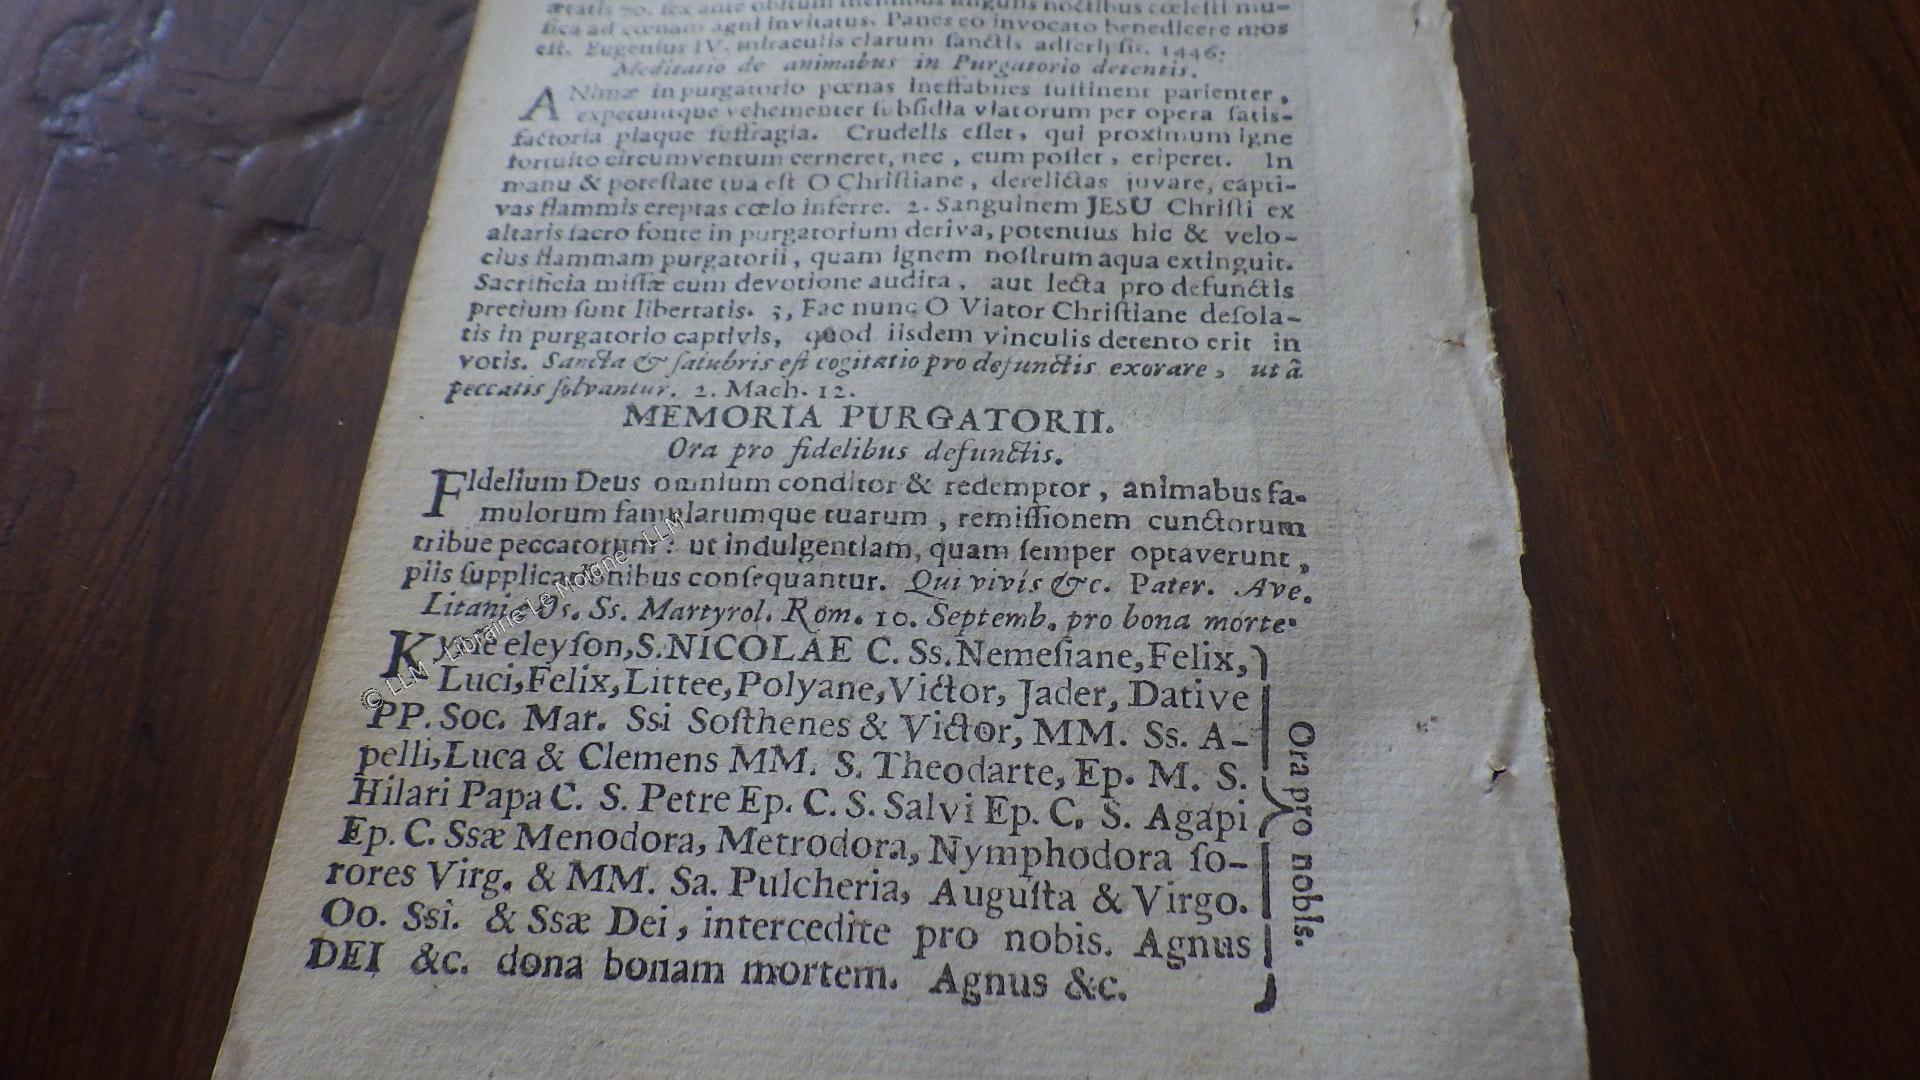 ætatis 70. sex ante obitum mensibus singulis noctibus cœlesti mu-
ſica ad cœnam agni invitatus. Panes eo invocato benedicere mos
eſt. Eugenius IV. miraculis clarum ſanctis adſcripſit. 1446.
Meditatio de animabus in Purgatorio detentis.
ANimæ in purgatorio pœnas ineffabiles ſuſtinent patienter,
expectuntque vehementer ſubſidia viatorum per opera ſatis-
factoria piaque ſuffragia. Crudelis eſſet, qui proximum igne
fortuito circumventum cerneret, nec, cum poſſet, eriperet. In
manu & poteſtate tua eſt O Chriſtiane, derelictas juvare, capti-
vas flammis ereptas cœlo inferre. 2. Sanguinem JESU Chriſti ex
altaris ſacro fonte in purgatorium deriva, potentius hic & velo-
cius flammam purgatorii, quam ignem noſtrum aqua extinguit.
Sacrificia miſſæ cum devotione audita, aut lecta pro defunctis
pretium ſunt libertatis. 3, Fac nunc O Viator Chriſtiane deſola-
tis in purgatorio captivis, quod iisdem vinculis detento erit in
votis. Sancta & ſalubris eſt cogitatio pro defunctis exorare, ut â
peccatis ſolvantur. 2. Mach. 12.
MEMORIA PURGATORII.
Ora pro fidelibus defunctis.
FIdelium Deus omnium conditor & redemptor, animabus fa-
mulorum famularumque tuarum, remiſſionem cunctorum
tribue peccatorum: ut indulgentiam, quam ſemper optaverunt,
piis ſupplicationibus conſequantur. Qui vivis &c. Pater. Ave.
Litaniæ Os. Ss. Martyrol. Rom. 10. Septemb. pro bona morte.
Kyrie eleyſon, S. NICOLAE C. Ss. Nemeſiane, Felix,
Luci, Felix, Littee, Polyane, Victor, Jader, Dative
PP. Soc. Mar. Ssi Soſthenes & Victor, MM. Ss. A-
pelli, Luca & Clemens MM. S. Theodarte, Ep. M. S.
Hilari Papa C. S. Petre Ep. C. S. Salvi Ep. C. S. Agapi
Ep. C. Ssæ Menodora, Metrodora, Nymphodora ſo-
rores Virg. & MM. Sa. Pulcheria, Auguſta & Virgo.
Oo. Ssi. & Ssæ Dei, intercedite pro nobis. Agnus
DEI &c. dona bonam mortem. Agnus &c.
Ora pro nobis.
© LLM - Librairie Le Moigne - LLM